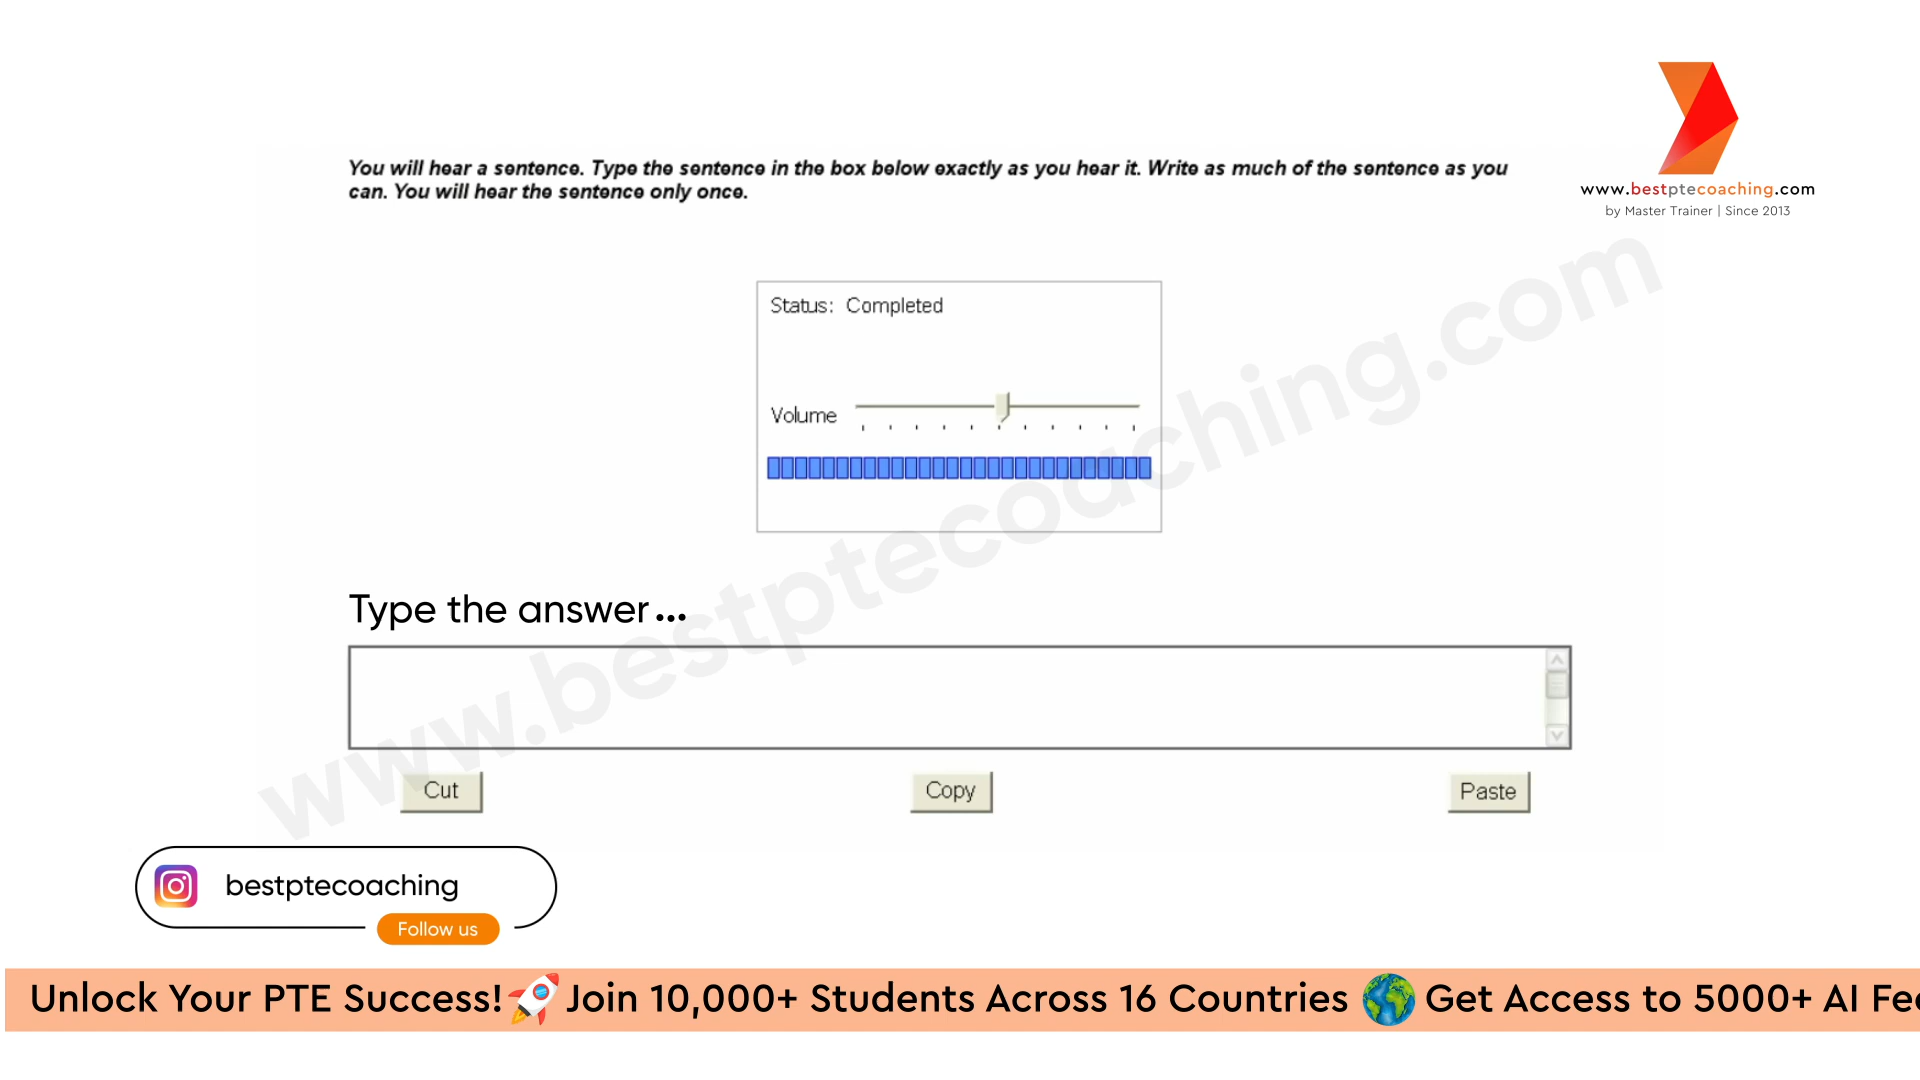 You will hear a sentence. Type the sentence in the box below exactly as you hear it. Write as much of the sentence as you
can. You will hear the sentence only once.
www.bestptecoaching.com
by Master Trainer | Since 2013
Status: Completed
Volume
www.bestptecoaching.com
Type the answer...
Cut
Copy
Paste
bestptecoaching
Follow us
Unlock Your PTE Success!🚀Join 10,000+ Students Across 16 Countries 🌍 Get Access to 5000+ AI